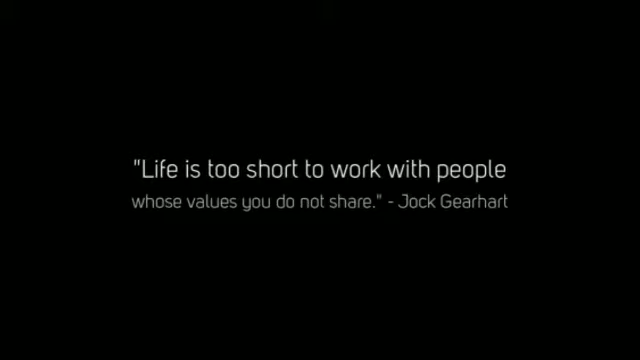 "Life is too short to work with people
whose values you do not share." - Jock Gearhart